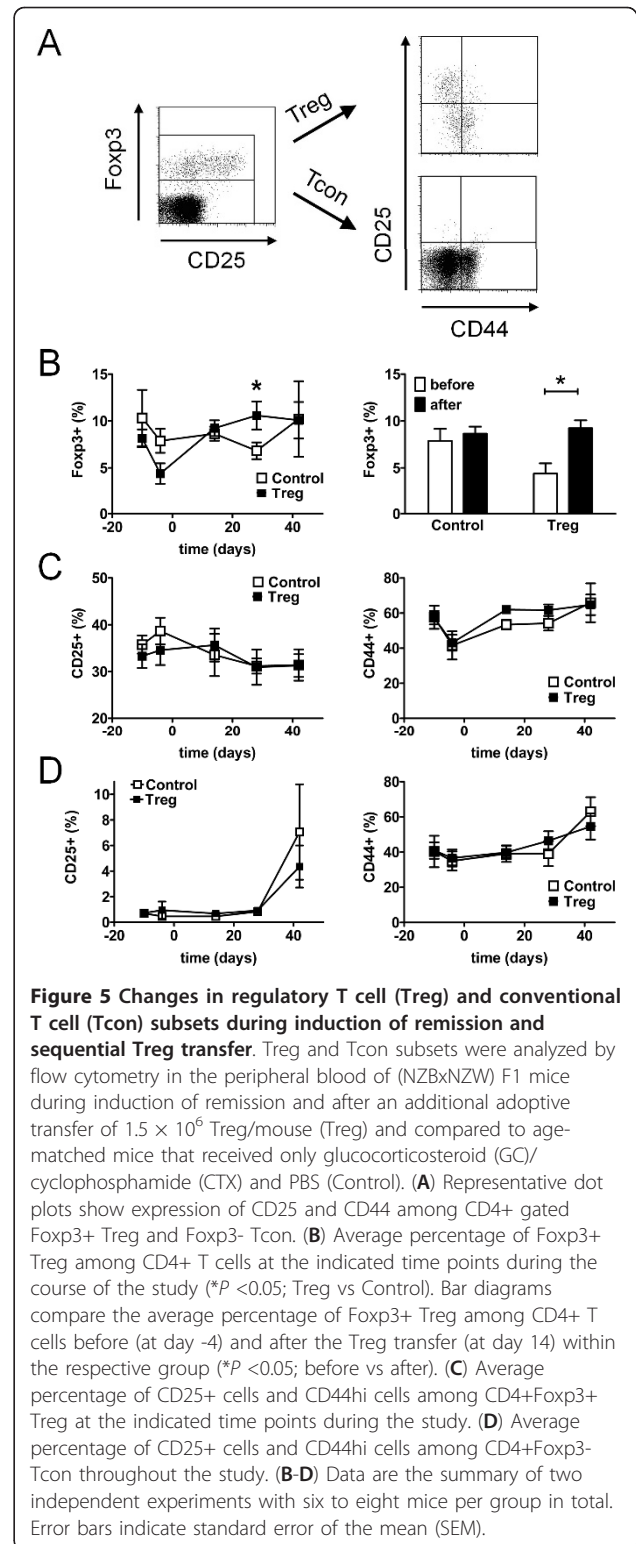 A
Foxp3
CD25
Treg
Tcon
CD25
CD44
B
15
10
5
0
Foxp3+ (%)
*
Control
Treg
-20 0 20 40
time (days)
15
10
5
0
Foxp3+ (%)
before
after
*
Control Treg
C
40
35
30
25
20
CD25+ (%)
Control
Treg
-20 0 20 40
time (days)
80
60
40
20
0
CD44+ (%)
Control
Treg
-20 0 20 40
time (days)
D
10
8
6
4
2
0
CD25+ (%)
Control
Treg
-20 0 20 40
time (days)
80
60
40
20
0
CD44+ (%)
Control
Treg
-20 0 20 40
time (days)
Figure 5 Changes in regulatory T cell (Treg) and conventional
T cell (Tcon) subsets during induction of remission and
sequential Treg transfer. Treg and Tcon subsets were analyzed by
flow cytometry in the peripheral blood of (NZBxNZW) F1 mice
during induction of remission and after an additional adoptive
transfer of 1.5 × 10⁶ Treg/mouse (Treg) and compared to age-
matched mice that received only glucocorticosteroid (GC)/
cyclophosphamide (CTX) and PBS (Control). (A) Representative dot
plots show expression of CD25 and CD44 among CD4+ gated
Foxp3+ Treg and Foxp3- Tcon. (B) Average percentage of Foxp3+
Treg among CD4+ T cells at the indicated time points during the
course of the study (*P <0.05; Treg vs Control). Bar diagrams
compare the average percentage of Foxp3+ Treg among CD4+ T
cells before (at day -4) and after the Treg transfer (at day 14) within
the respective group (*P <0.05; before vs after). (C) Average
percentage of CD25+ cells and CD44hi cells among CD4+Foxp3+
Treg at the indicated time points during the study. (D) Average
percentage of CD25+ cells and CD44hi cells among CD4+Foxp3-
Tcon throughout the study. (B-D) Data are the summary of two
independent experiments with six to eight mice per group in total.
Error bars indicate standard error of the mean (SEM).